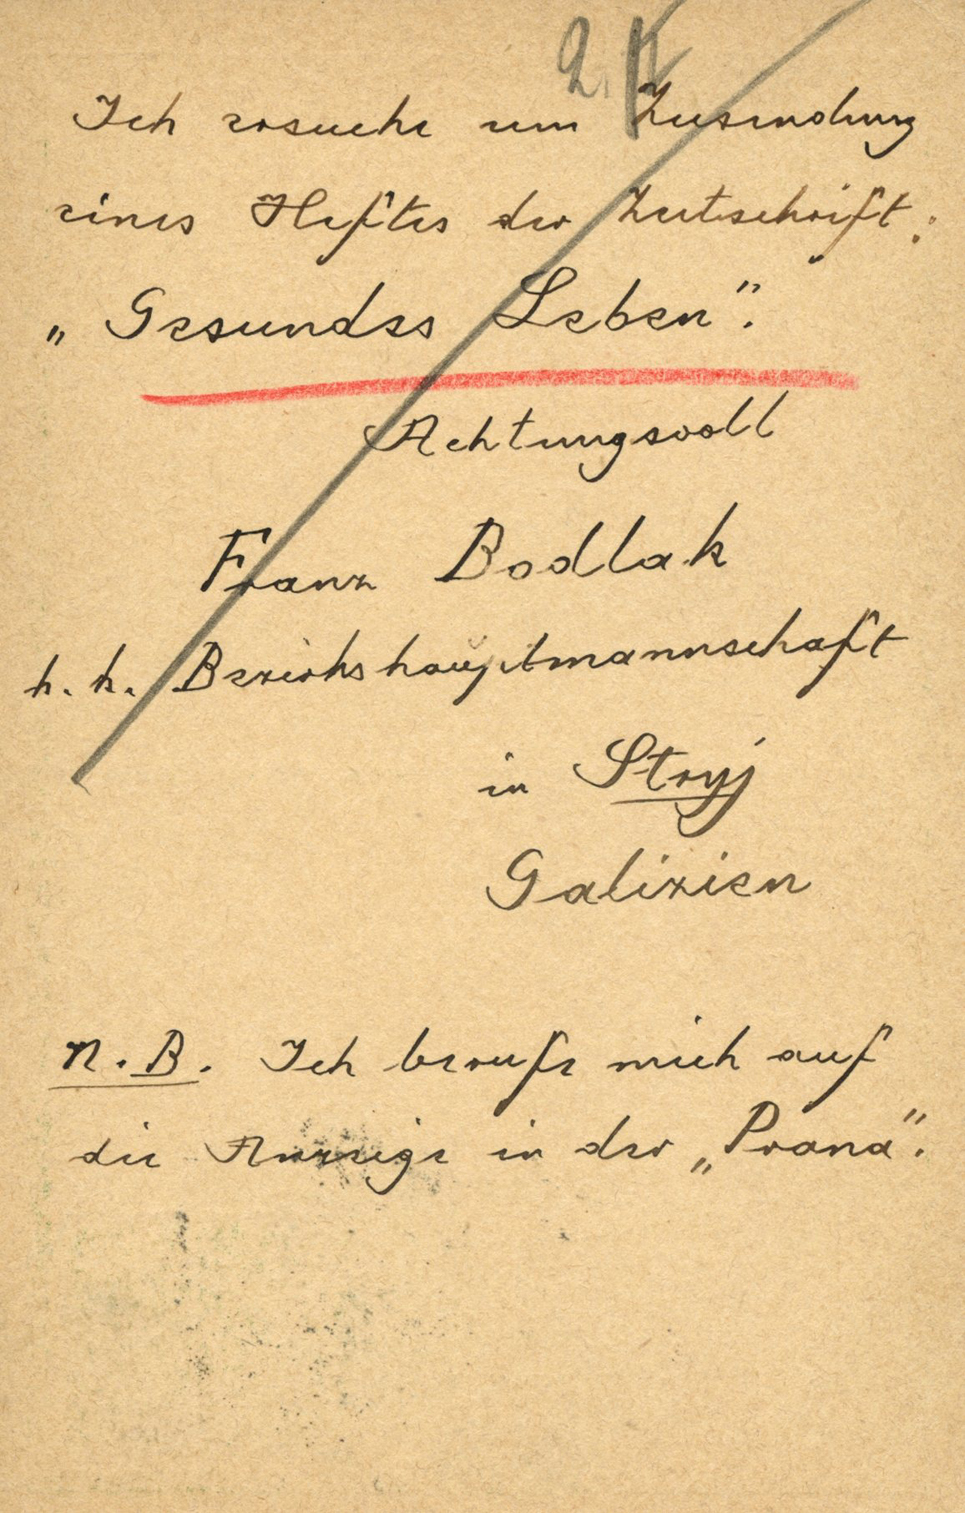 Ich ersuche um Zusendung
eines Heftes der Zeitschrift:
„Gesundes Leben".
Achtungsvoll
Franz Bodlak
k. k. Bezirkshauptmannschaft
in Stryj
Galizien
N.B. Ich berufe mich auf
die Anzeige in der „Prana".